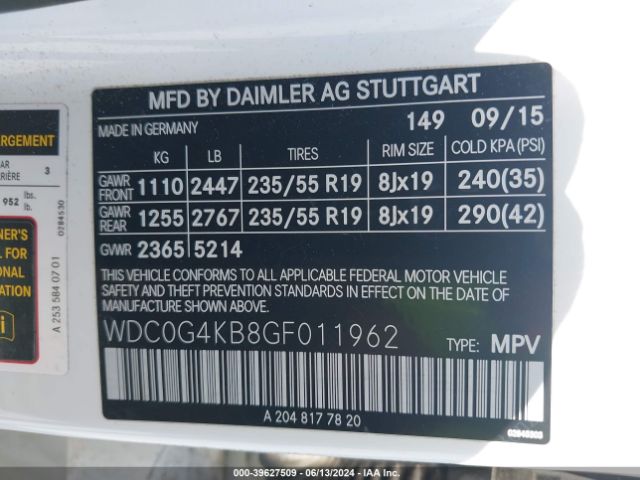 MFD BY DAIMLER AG STUTTGART
MADE IN GERMANY 149 09/15
KG LB TIRES RIM SIZE COLD KPA (PSI)
GAWR FRONT 1110 2447 235/55 R19 8Jx19 240(35)
GAWR REAR 1255 2767 235/55 R19 8Jx19 290(42)
GVWR 2365 5214
THIS VEHICLE CONFORMS TO ALL APPLICABLE FEDERAL MOTOR VEHICLE
SAFETY AND THEFT PREVENTION STANDARDS IN EFFECT ON THE DATE
OF MANUFACTURE SHOWN ABOVE.
WDC0G4KB8GF011962
TYPE: MPV
A 204 817 78 20
3
952 lbs.
lb.
0284530
NER'S
L FOR
ONAL
ATION
i
A 253 584 07 01
000-39627509 - 06/13/2024 - IAA Inc.